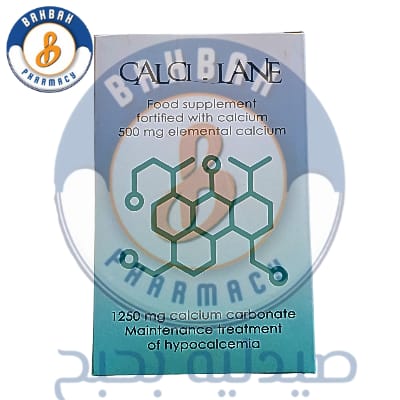 BAHBAH
PHARMACY
CALCI - LANE
Food supplement
fortified with calcium
500 mg elemental calcium
BAHBAH
PHARMACY
1250 mg calcium carbonate
Maintenance treatment
of hypocalcemia
صيدلية بحبح